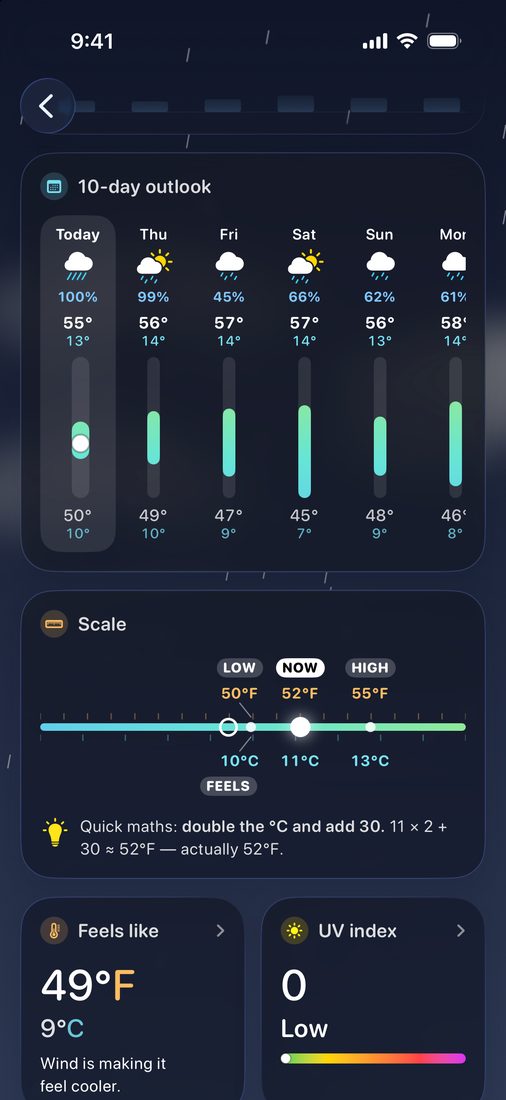 9:41
10-day outlook
Today Thu Fri Sat Sun Mon
100% 99% 45% 66% 62% 61%
55° 56° 57° 57° 56° 58°
13° 14° 14° 14° 13° 14°
50° 49° 47° 45° 48° 46°
10° 10° 9° 7° 9° 8°
Scale
LOW NOW HIGH
50°F 52°F 55°F
10°C 11°C 13°C
FEELS
Quick maths: double the °C and add 30. 11 × 2 +
30 ≈ 52°F — actually 52°F.
Feels like
49°F
9°C
Wind is making it
feel cooler.
UV index
0
Low